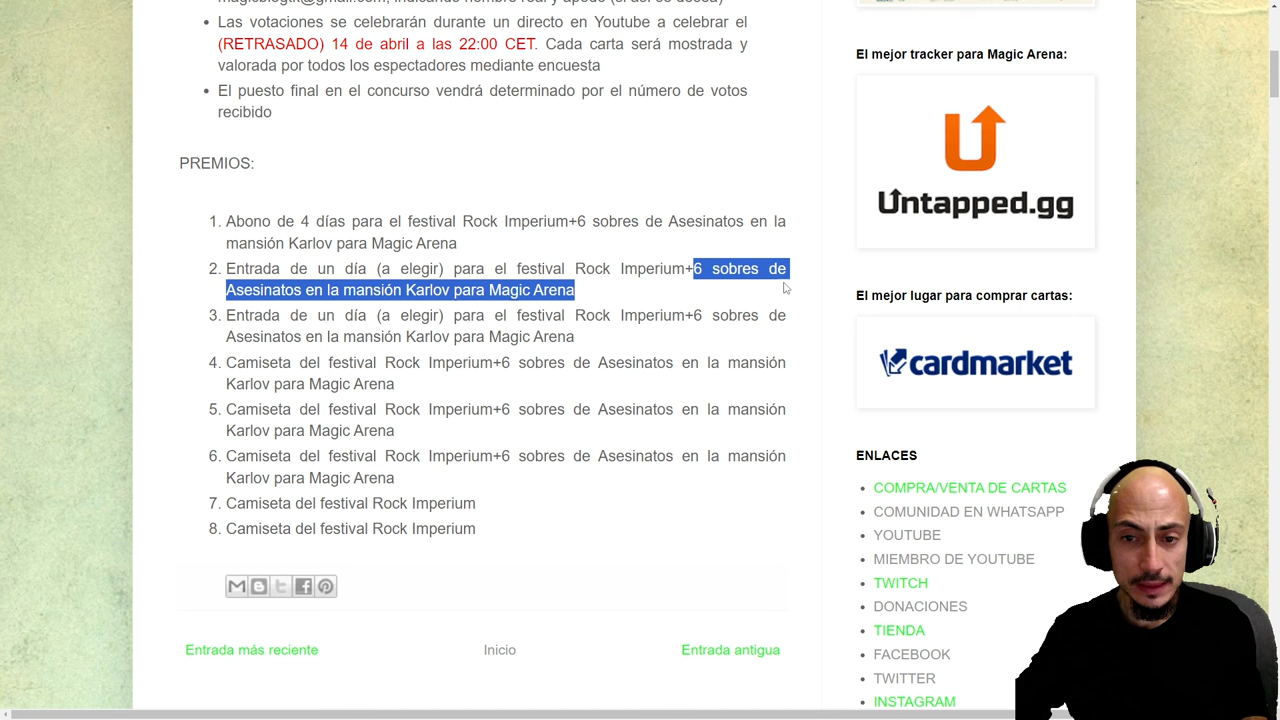 magicblogtk@gmail.com, indicando nombre real y apodo (si así se desea)
Las votaciones se celebrarán durante un directo en Youtube a celebrar el
(RETRASADO) 14 de abril a las 22:00 CET. Cada carta será mostrada y
valorada por todos los espectadores mediante encuesta
El puesto final en el concurso vendrá determinado por el número de votos
recibido
PREMIOS:
1. Abono de 4 días para el festival Rock Imperium+6 sobres de Asesinatos en la
mansión Karlov para Magic Arena
2. Entrada de un día (a elegir) para el festival Rock Imperium+6 sobres de
Asesinatos en la mansión Karlov para Magic Arena
3. Entrada de un día (a elegir) para el festival Rock Imperium+6 sobres de
Asesinatos en la mansión Karlov para Magic Arena
4. Camiseta del festival Rock Imperium+6 sobres de Asesinatos en la mansión
Karlov para Magic Arena
5. Camiseta del festival Rock Imperium+6 sobres de Asesinatos en la mansión
Karlov para Magic Arena
6. Camiseta del festival Rock Imperium+6 sobres de Asesinatos en la mansión
Karlov para Magic Arena
7. Camiseta del festival Rock Imperium
8. Camiseta del festival Rock Imperium
Entrada más reciente
Inicio
Entrada antigua
El mejor tracker para Magic Arena:
Untapped.gg
El mejor lugar para comprar cartas:
cardmarket
ENLACES
COMPRA/VENTA DE CARTAS
COMUNIDAD EN WHATSAPP
YOUTUBE
MIEMBRO DE YOUTUBE
TWITCH
DONACIONES
TIENDA
FACEBOOK
TWITTER
INSTAGRAM